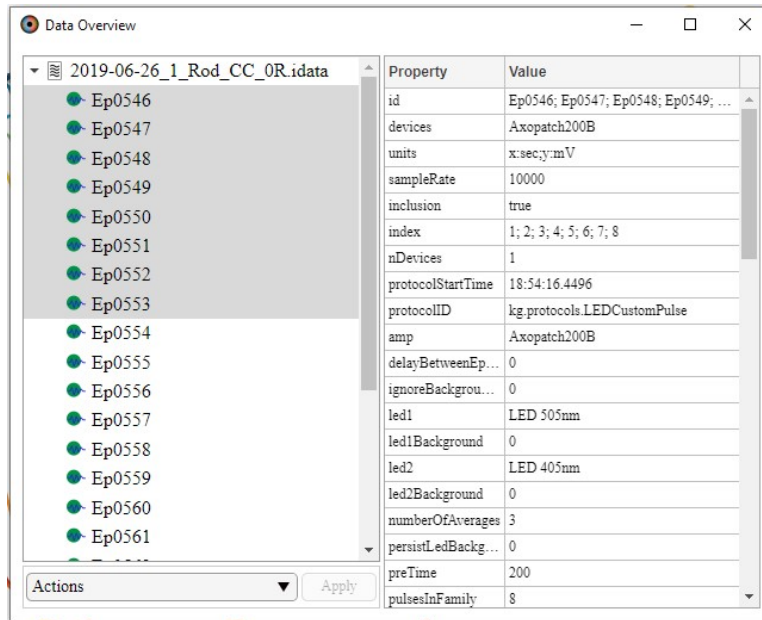 Data Overview
2019-06-26_1_Rod_CC_0R.idata
Ep0546
Ep0547
Ep0548
Ep0549
Ep0550
Ep0551
Ep0552
Ep0553
Ep0554
Ep0555
Ep0556
Ep0557
Ep0558
Ep0559
Ep0560
Ep0561
Actions
Apply
Property Value
id Ep0546; Ep0547; Ep0548; Ep0549; ...
devices Axopatch200B
units x:sec;y:mV
sampleRate 10000
inclusion true
index 1; 2; 3; 4; 5; 6; 7; 8
nDevices 1
protocolStartTime 18:54:16.4496
protocolID kg.protocols.LEDCustomPulse
amp Axopatch200B
delayBetweenEp... 0
ignoreBackgrou... 0
led1 LED 505nm
led1Background 0
led2 LED 405nm
led2Background 0
numberOfAverages 3
persistLedBackg... 0
preTime 200
pulsesInFamily 8